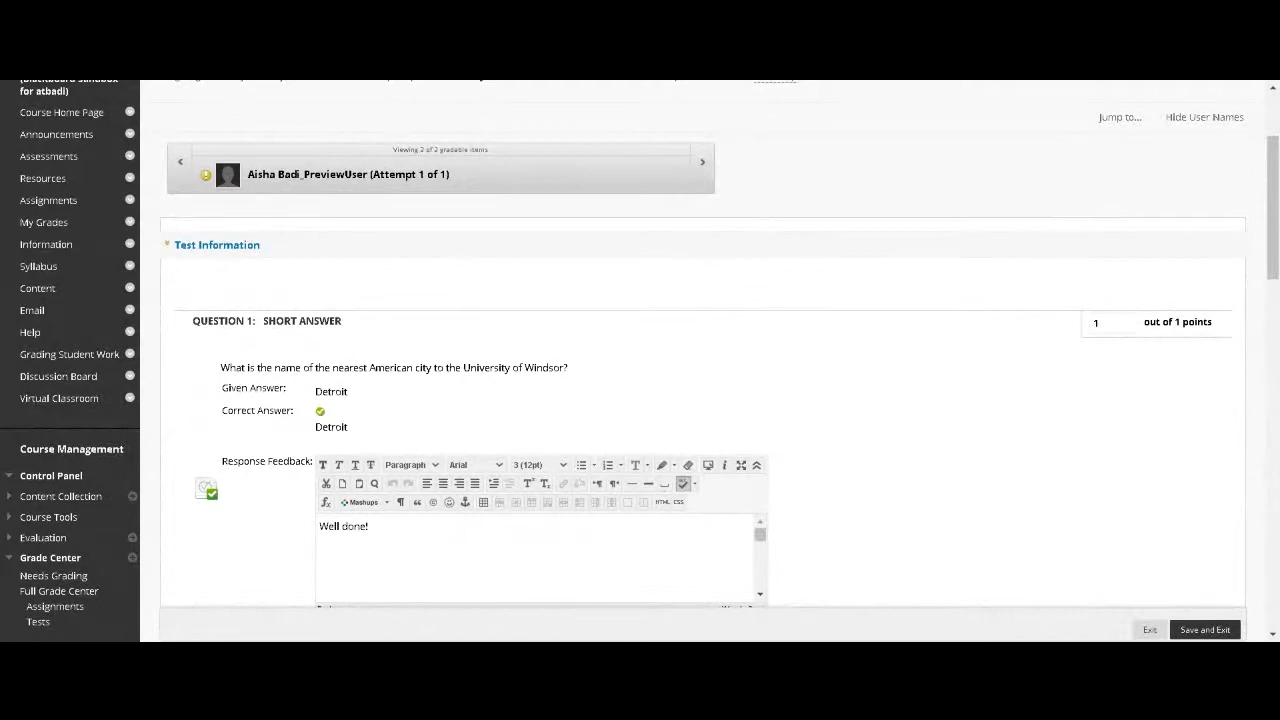 for atbadi)
Course Home Page
Announcements
Assessments
Resources
Assignments
My Grades
Information
Syllabus
Content
Email
Help
Grading Student Work
Discussion Board
Virtual Classroom
Course Management
Control Panel
Content Collection
Course Tools
Evaluation
Grade Center
Needs Grading
Full Grade Center
Assignments
Tests
Jump to... Hide User Names
Viewing 2 of 2 gradable items
Aisha Badi_PreviewUser (Attempt 1 of 1)
Test Information
QUESTION 1: SHORT ANSWER
1 out of 1 points
What is the name of the nearest American city to the University of Windsor?
Given Answer: Detroit
Correct Answer:
Detroit
Response Feedback:
T T T T Paragraph Arial 3 (12pt) T
Mashups HTML CSS
Well done!
Exit Save and Exit